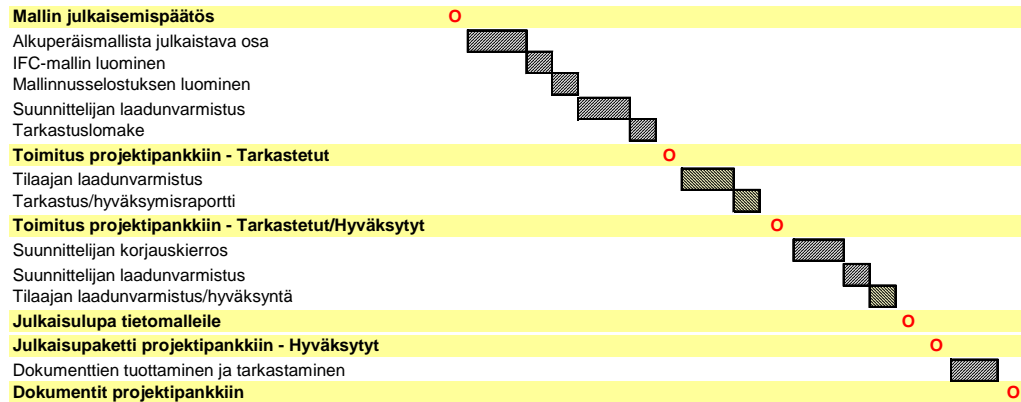 Mallin julkaisemispäätös O
Alkuperäismallista julkaistava osa
IFC-mallin luominen
Mallinnusselostuksen luominen
Suunnittelijan laadunvarmistus
Tarkastuslomake
Toimitus projektipankkiin - Tarkastetut O
Tilaajan laadunvarmistus
Tarkastus/hyväksymisraportti
Toimitus projektipankkiin - Tarkastetut/Hyväksytyt O
Suunnittelijan korjauskierros
Suunnittelijan laadunvarmistus
Tilaajan laadunvarmistus/hyväksyntä
Julkaisulupa tietomalleile O
Julkaisupaketti projektipankkiin - Hyväksytyt O
Dokumenttien tuottaminen ja tarkastaminen
Dokumentit projektipankkiin O